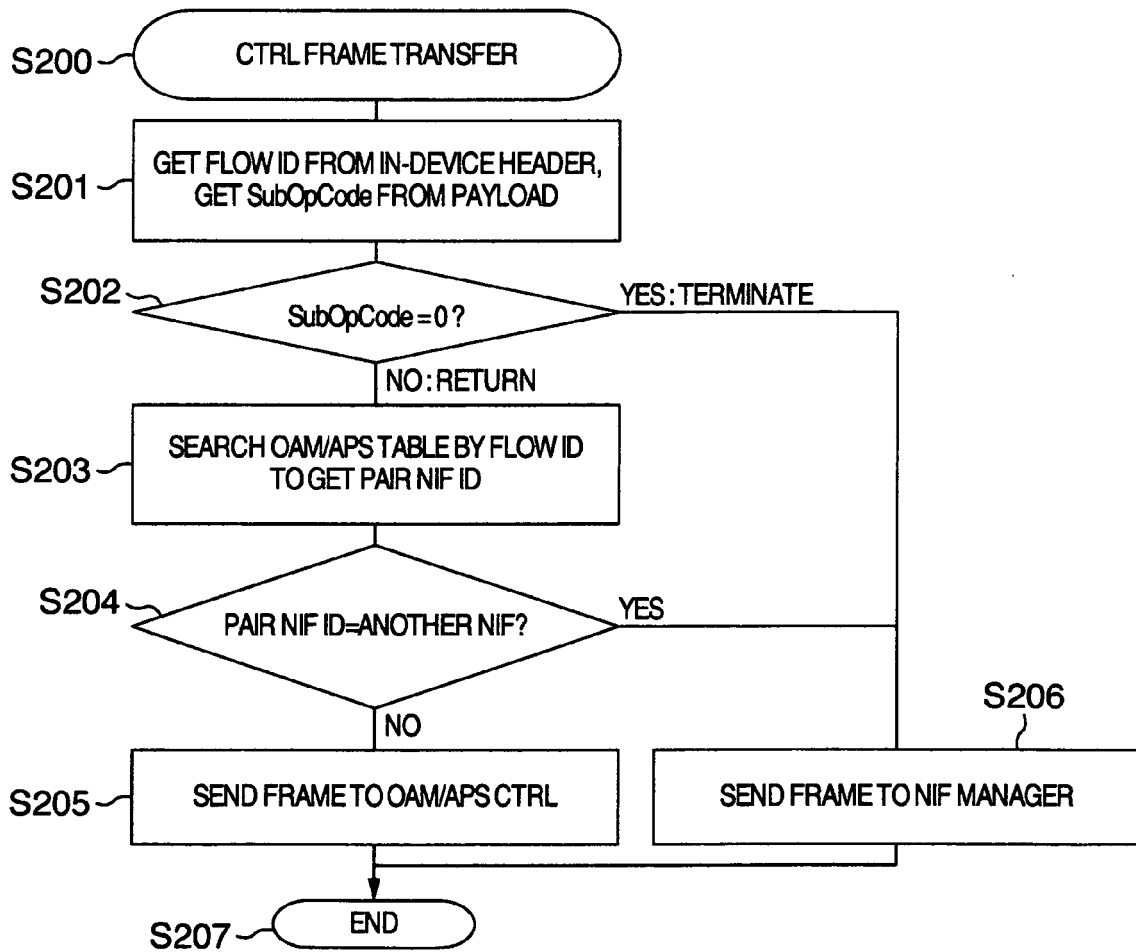 S200
CTRL FRAME TRANSFER
S201
GET FLOW ID FROM IN-DEVICE HEADER,
GET SubOpCode FROM PAYLOAD
S202
SubOpCode = 0 ?
YES : TERMINATE
NO : RETURN
S203
SEARCH OAM/APS TABLE BY FLOW ID
TO GET PAIR NIF ID
S204
PAIR NIF ID=ANOTHER NIF?
YES
NO
S206
S205
SEND FRAME TO OAM/APS CTRL
SEND FRAME TO NIF MANAGER
S207
END